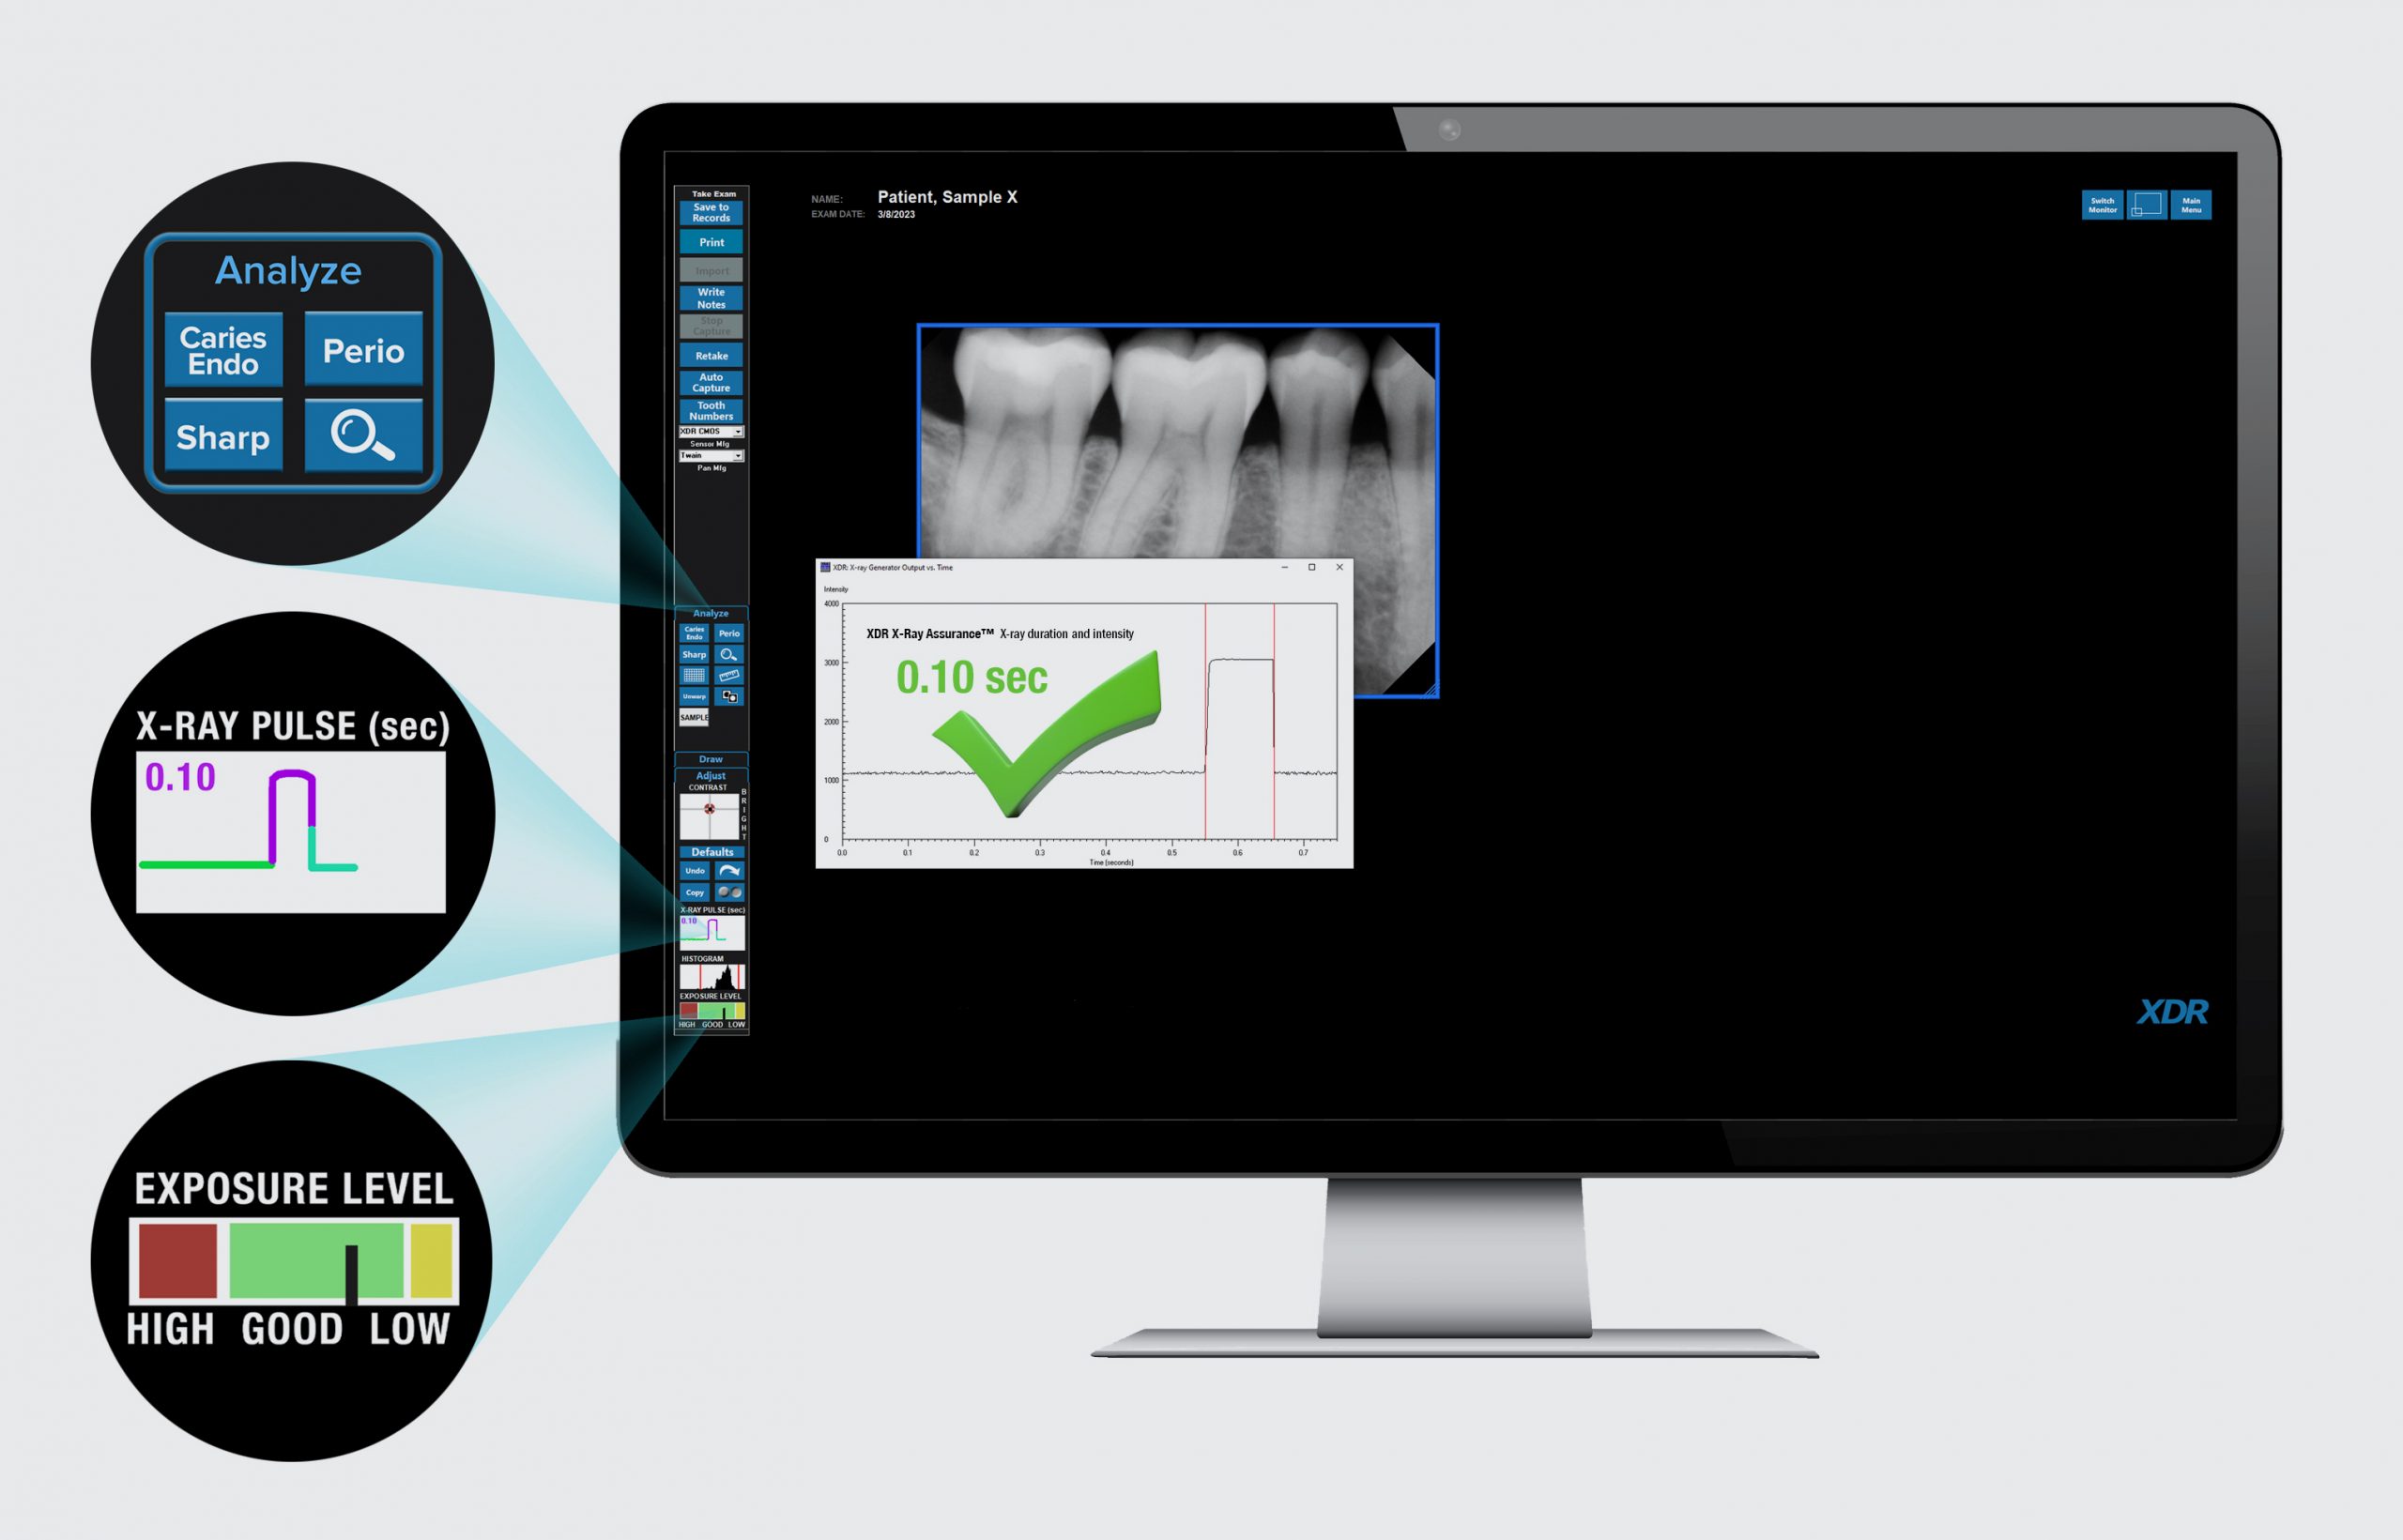 Analyze
Caries
Endo
Perio
Sharp
X-RAY PULSE (sec)
0.10
EXPOSURE LEVEL
HIGH GOOD LOW
Take Exam
Save to
Records
Print
Import
Write
Notes
Stop
Capture
Retake
Auto
Capture
Tooth
Numbers
XDR CMOS
Sensor Mfg
Twain
Pan Mfg
Analyze
Caries
Endo
Perio
Sharp
Unwarp
SAMPLE
Draw
Adjust
CONTRAST
BRIGHT
Defaults
Undo
Copy
X-RAY PULSE (sec)
0.10
HISTOGRAM
EXPOSURE LEVEL
HIGH GOOD LOW
NAME: Patient, Sample X
EXAM DATE: 3/8/2023
Switch
Monitor
Main
Menu
XDR: X-ray Generator Output vs. Time
Intensity
4000
XDR X-Ray Assurance™ X-ray duration and intensity
0.10 sec
3000
2000
1000
0
0.0 0.1 0.2 0.3 0.4 0.5 0.6 0.7
Time (seconds)
XDR